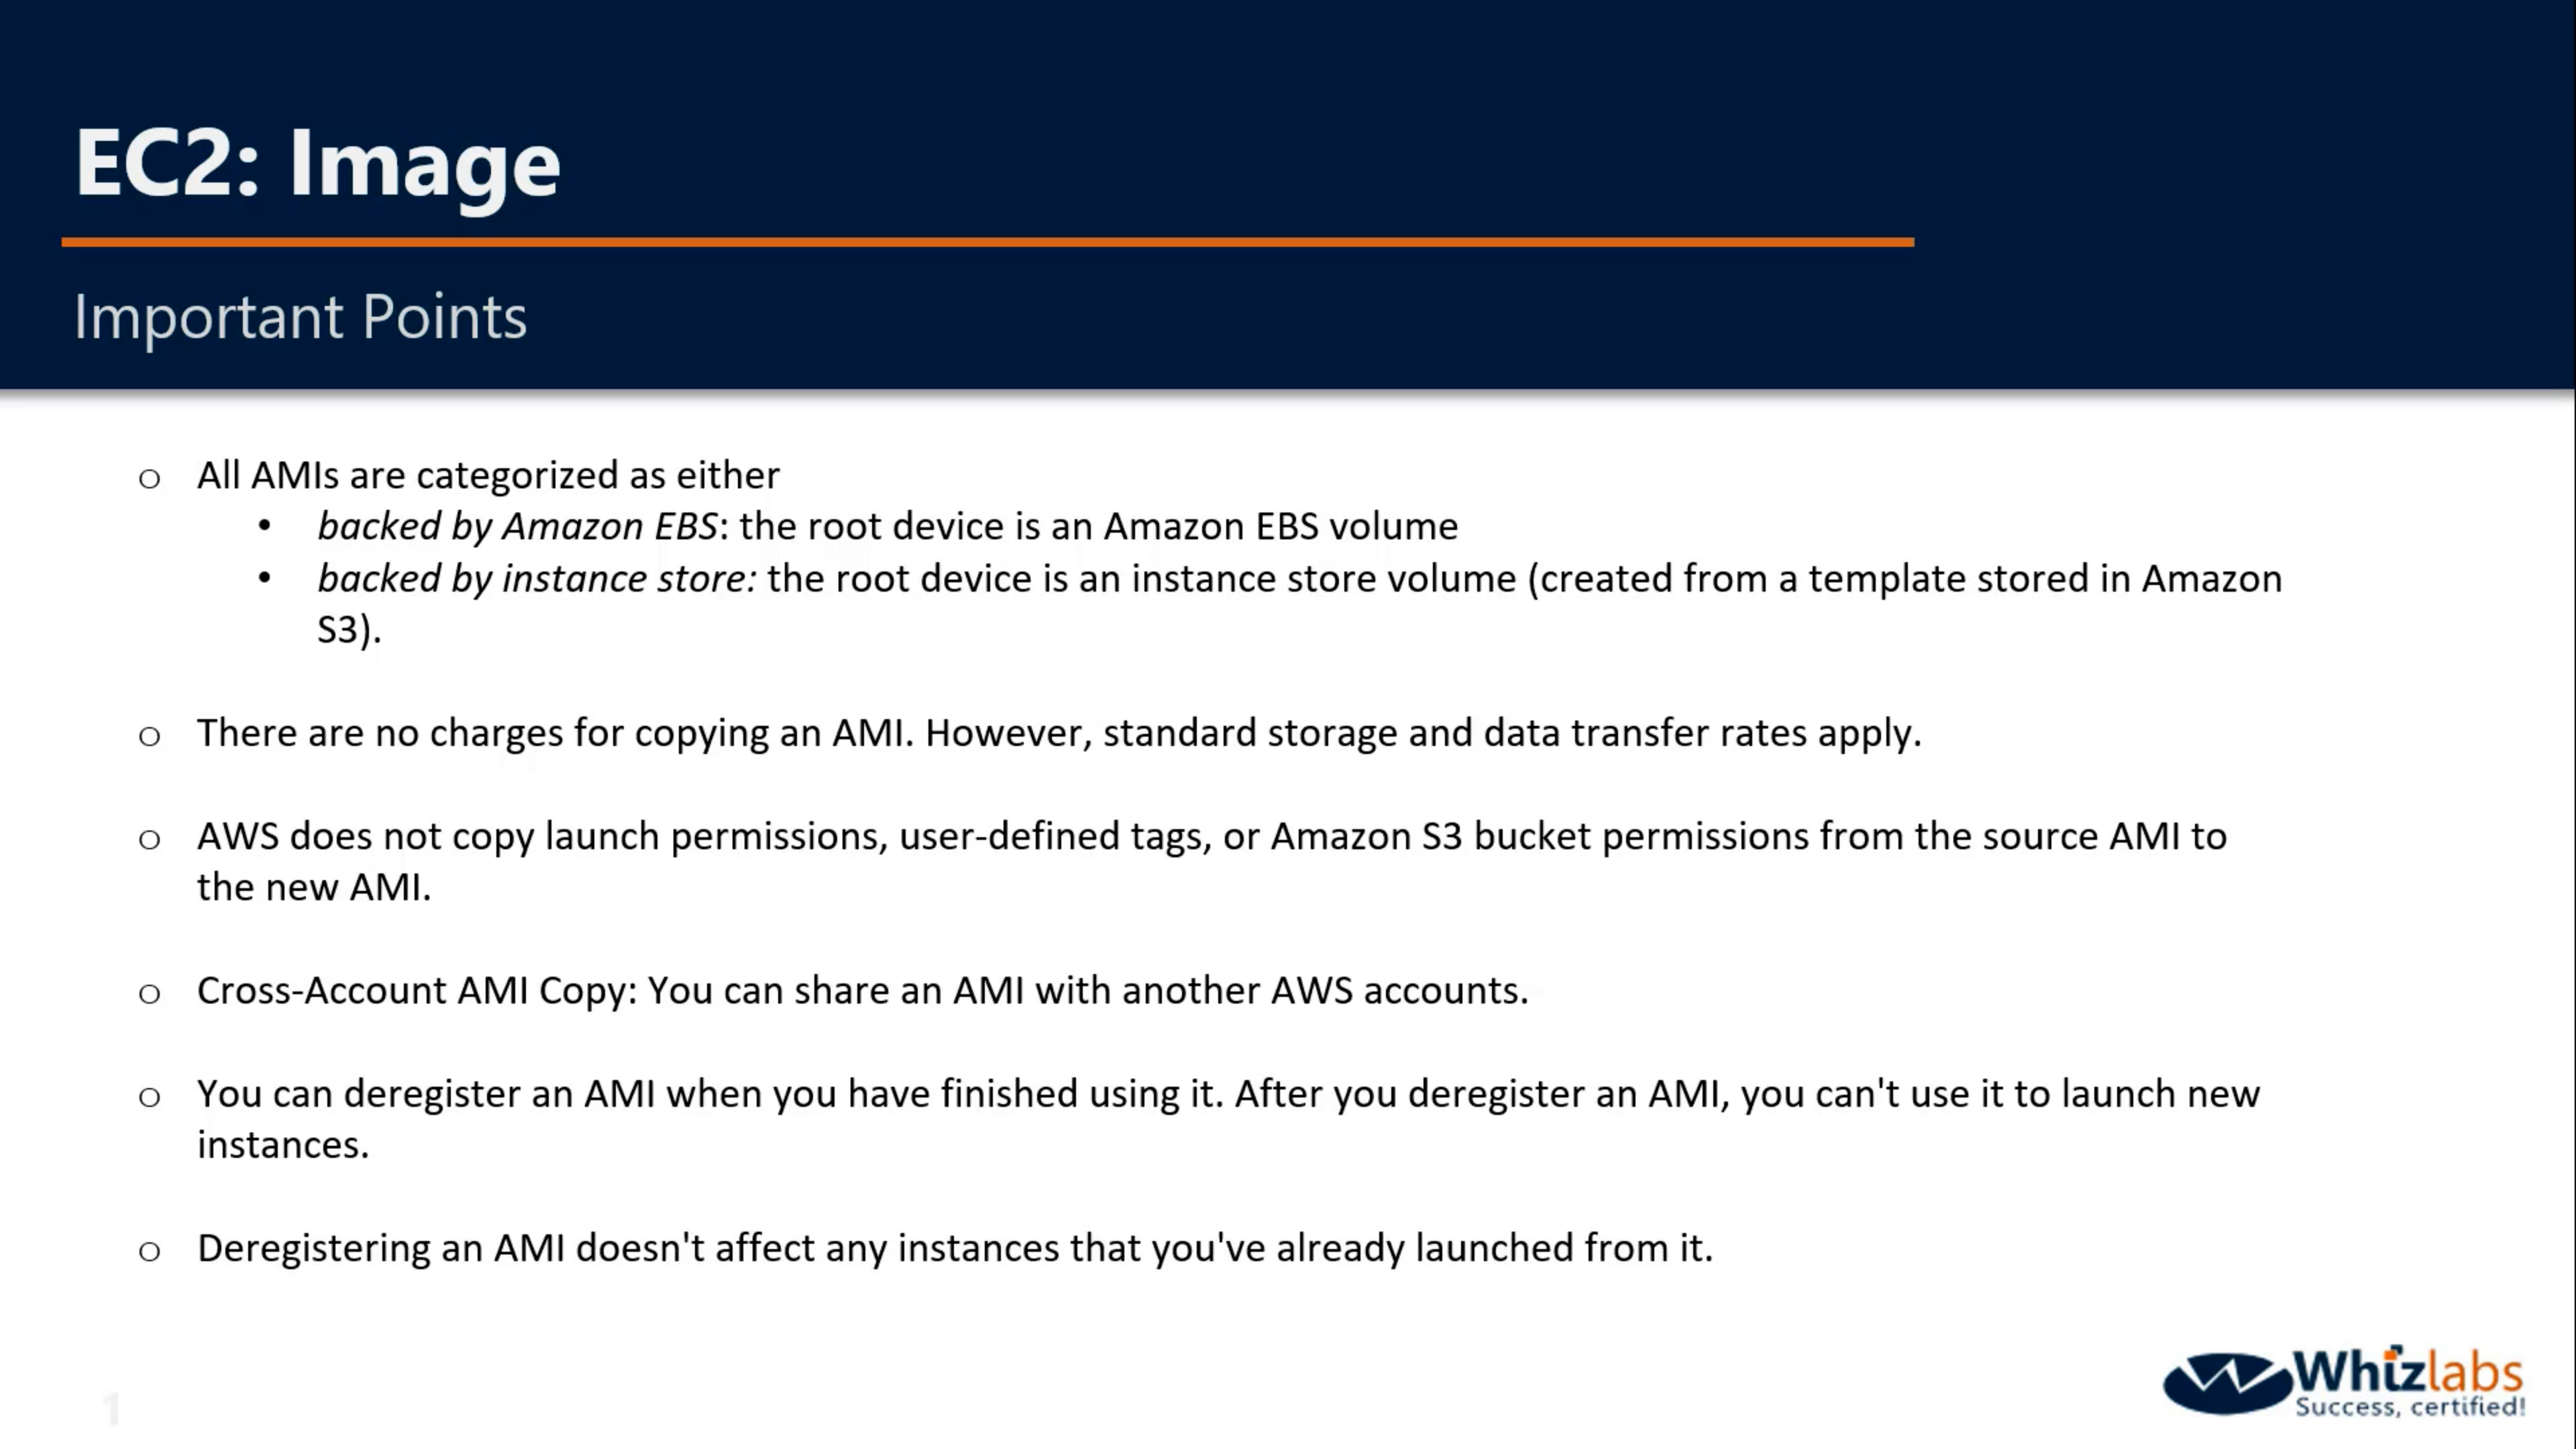 EC2: Image
Important Points
o All AMIs are categorized as either
• backed by Amazon EBS: the root device is an Amazon EBS volume
• backed by instance store: the root device is an instance store volume (created from a template stored in Amazon
S3).
o There are no charges for copying an AMI. However, standard storage and data transfer rates apply.
o AWS does not copy launch permissions, user-defined tags, or Amazon S3 bucket permissions from the source AMI to
the new AMI.
o Cross-Account AMI Copy: You can share an AMI with another AWS accounts.
o You can deregister an AMI when you have finished using it. After you deregister an AMI, you can't use it to launch new
instances.
o Deregistering an AMI doesn't affect any instances that you've already launched from it.
1
Whizlabs
Success, certified!